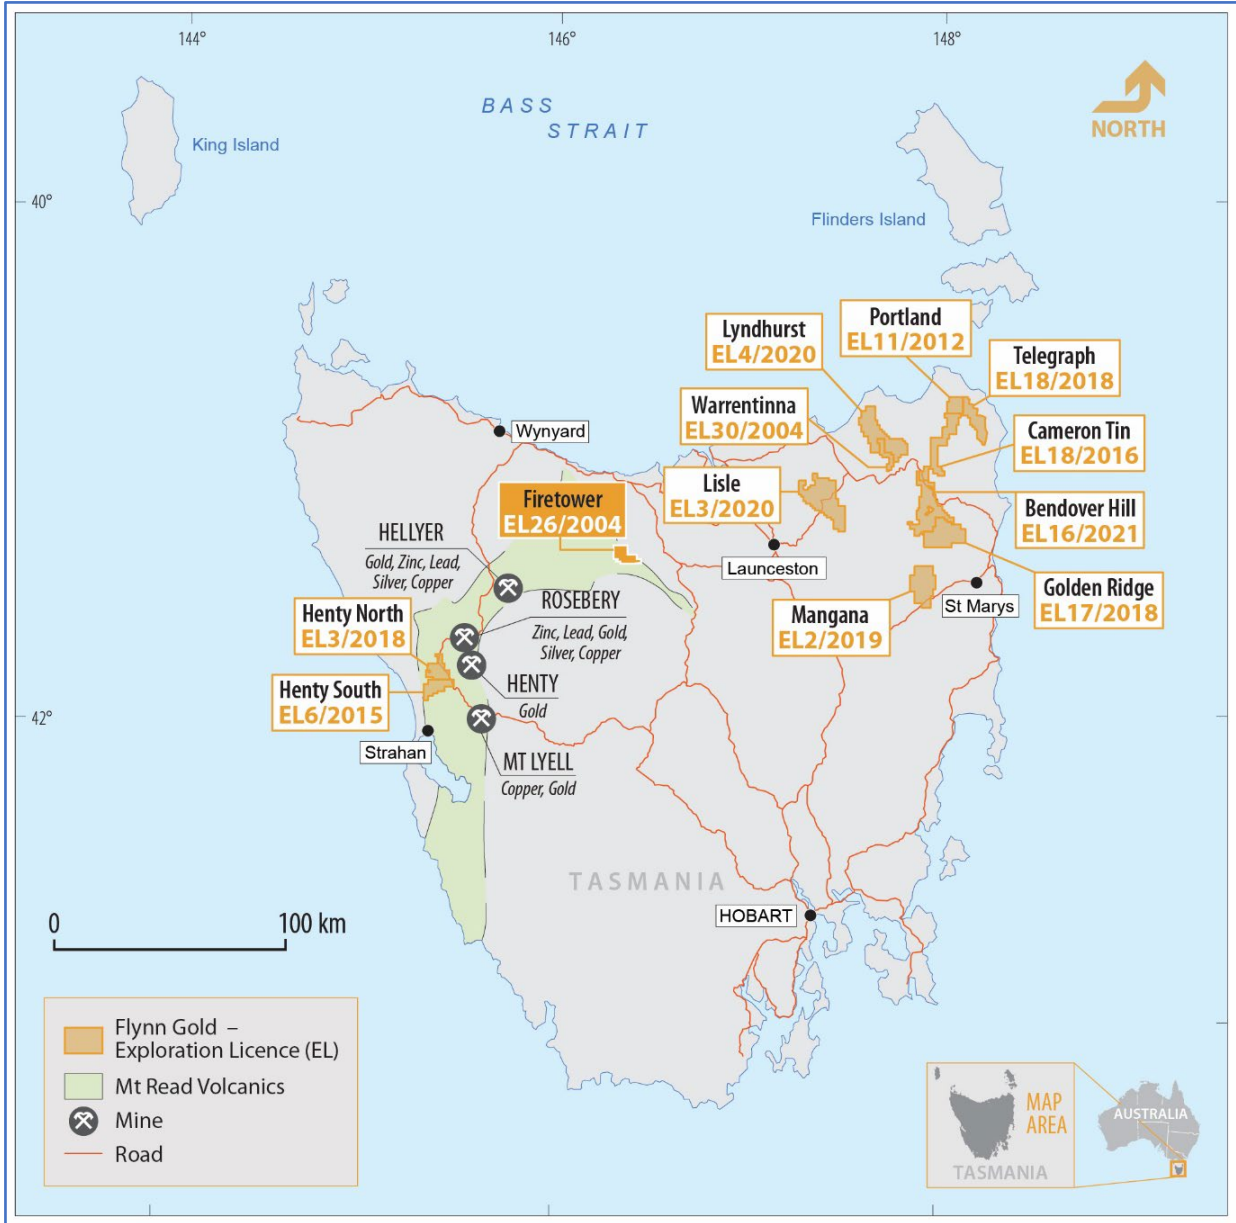 144°
146°
148°
BASS
STRAIT
NORTH
King Island
40°
Flinders Island
Portland
EL11/2012
Lyndhurst
EL4/2020
Telegraph
EL18/2018
Warrentinna
EL30/2004
Cameron Tin
EL18/2016
Wynyard
Lisle
EL3/2020
Firetower
EL26/2004
Bendover Hill
EL16/2021
HELLYER
Gold, Zinc, Lead,
Silver, Copper
Launceston
Golden Ridge
EL17/2018
ROSEBERY
Zinc, Lead, Gold,
Silver, Copper
St Marys
Mangana
EL2/2019
Henty North
EL3/2018
HENTY
Gold
Henty South
EL6/2015
42°
Strahan
MT LYELL
Copper, Gold
TASMANIA
HOBART
0 100 km
Flynn Gold –
Exploration Licence (EL)
Mt Read Volcanics
Mine
Road
MAP
AREA
TASMANIA
AUSTRALIA